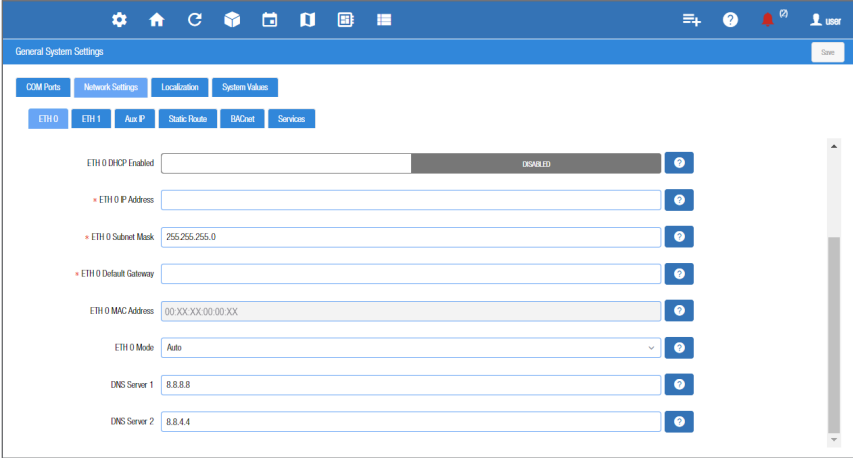 (7)
user
General System Settings
Save
COM Ports
Network Settings
Localization
System Values
ETH 0
ETH 1
Aux IP
Static Route
BACnet
Services
ETH 0 DHCP Enabled
DISABLED
?
* ETH 0 IP Address
?
* ETH 0 Subnet Mask
255.255.255.0
?
* ETH 0 Default Gateway
?
ETH 0 MAC Address
00:XX:XX:00:00:XX
?
ETH 0 Mode
Auto
?
DNS Server 1
8.8.8.8
?
DNS Server 2
8.8.4.4
?